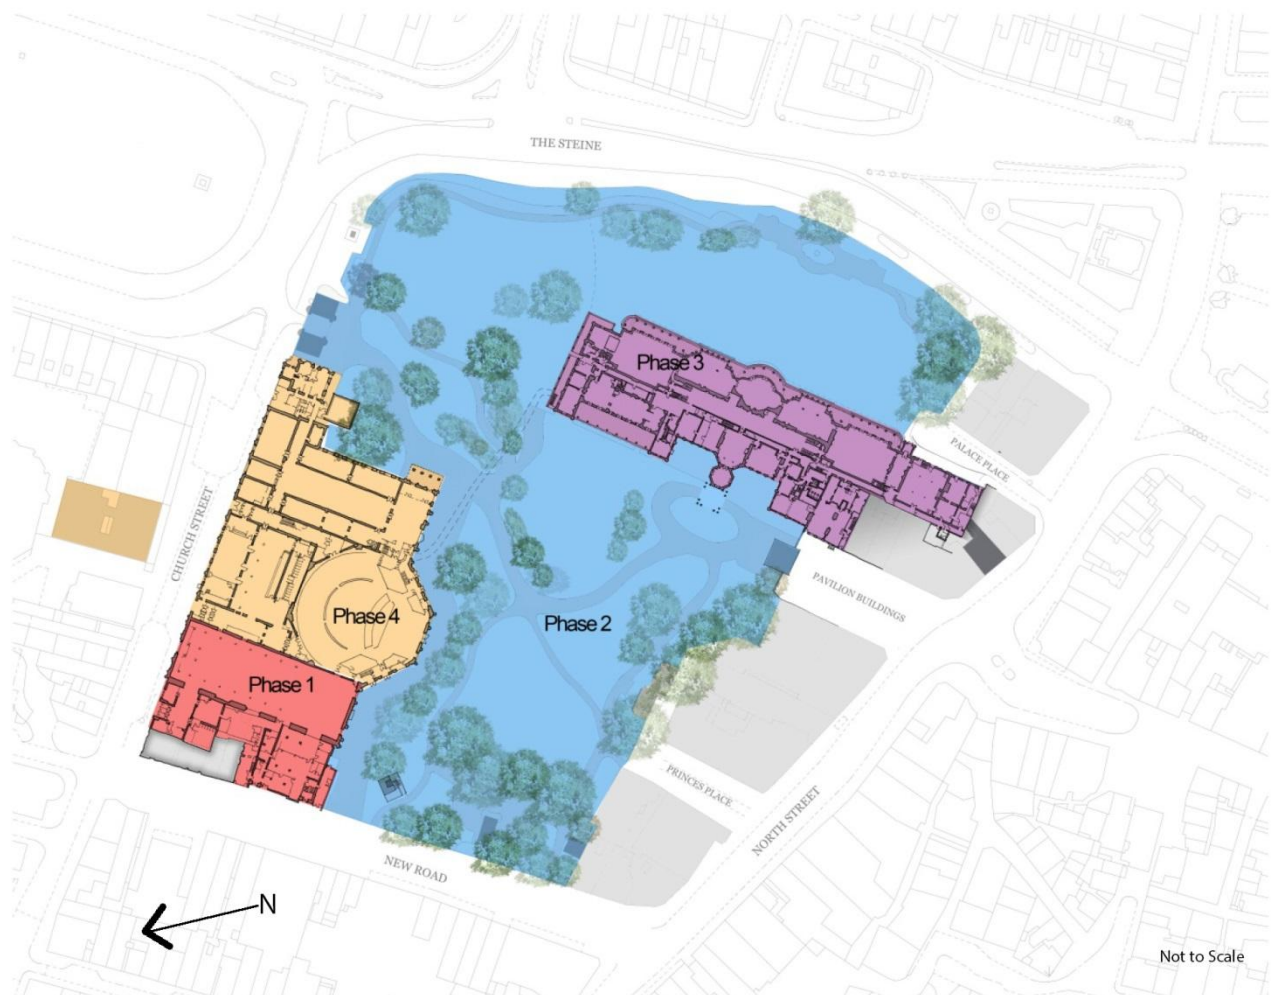 THE STEINE
Phase 3
PALACE PLACE
CHURCH STREET
PAVILION BUILDINGS
Phase 4
Phase 2
Phase 1
PRINCES PLACE
NORTH STREET
NEW ROAD
N
Not to Scale